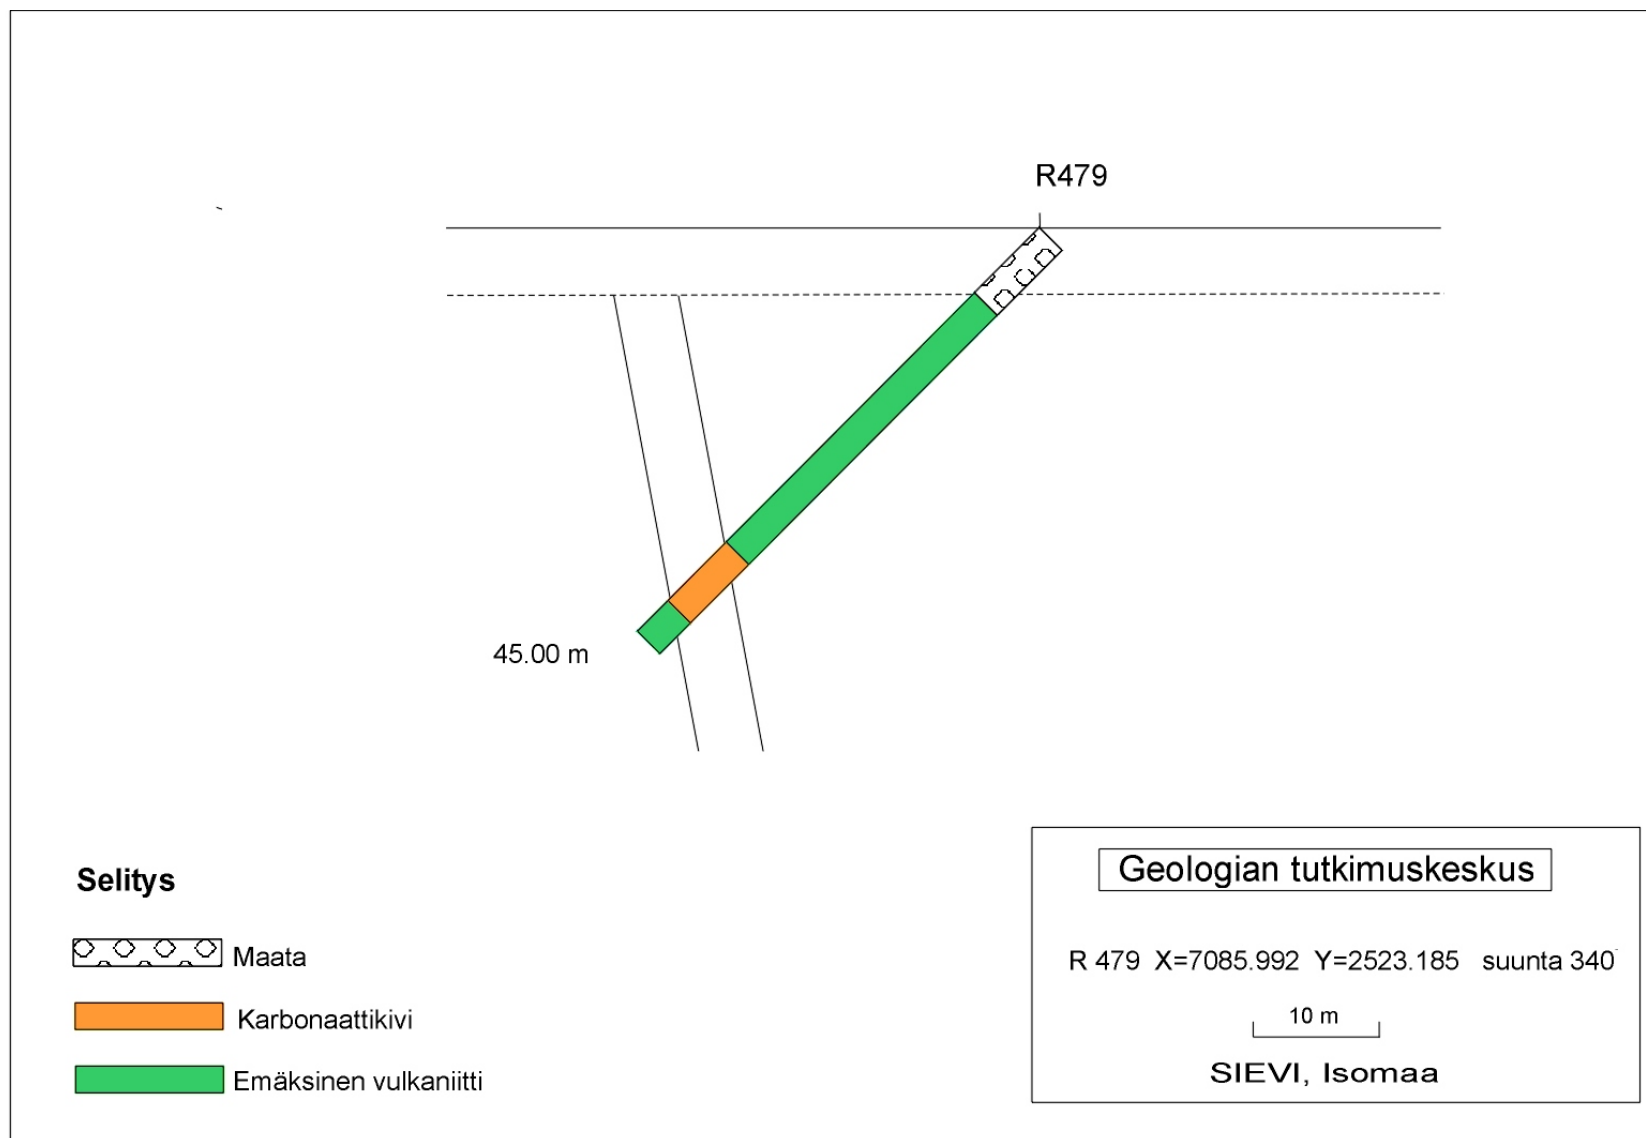 R479
45.00 m
Selitys
Maata
Karbonaattikivi
Emäksinen vulkaniitti
Geologian tutkimuskeskus
R 479 X=7085.992 Y=2523.185 suunta 340
10 m
SIEVI, Isomaa